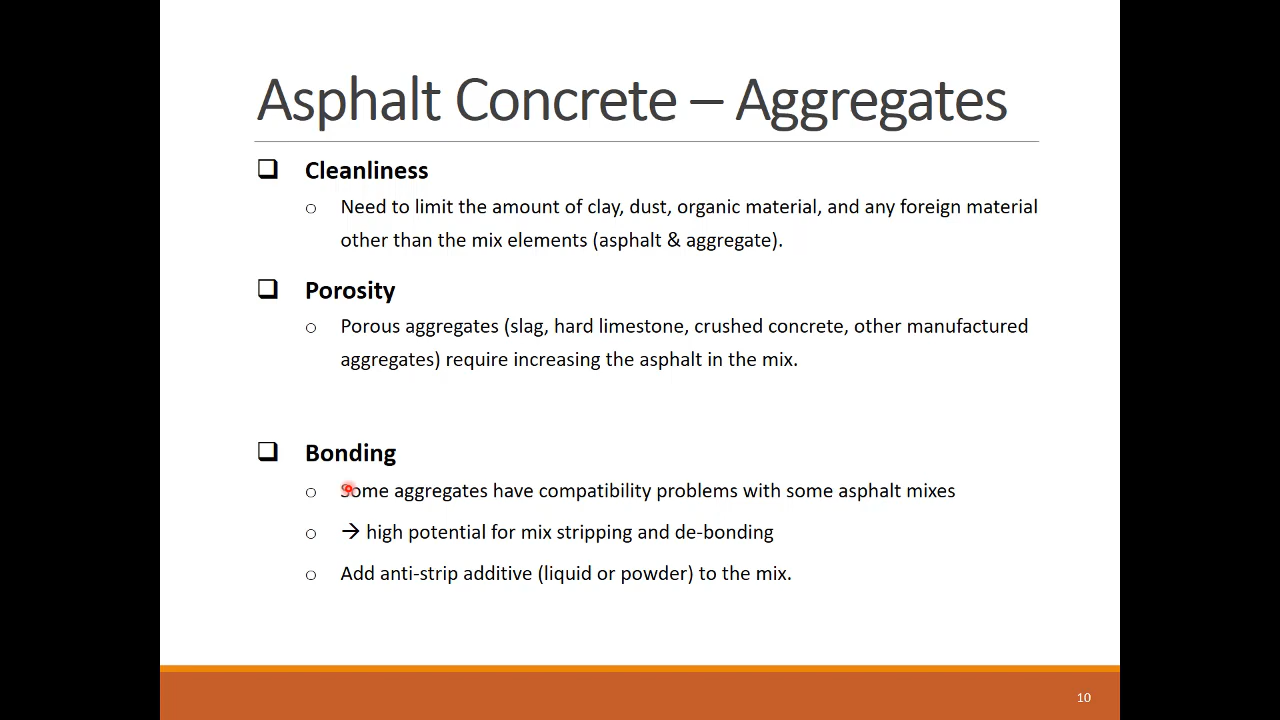 Asphalt Concrete – Aggregates
❑ Cleanliness
o Need to limit the amount of clay, dust, organic material, and any foreign material
other than the mix elements (asphalt & aggregate).
❑ Porosity
o Porous aggregates (slag, hard limestone, crushed concrete, other manufactured
aggregates) require increasing the asphalt in the mix.
❑ Bonding
o Some aggregates have compatibility problems with some asphalt mixes
o → high potential for mix stripping and de-bonding
o Add anti-strip additive (liquid or powder) to the mix.
10